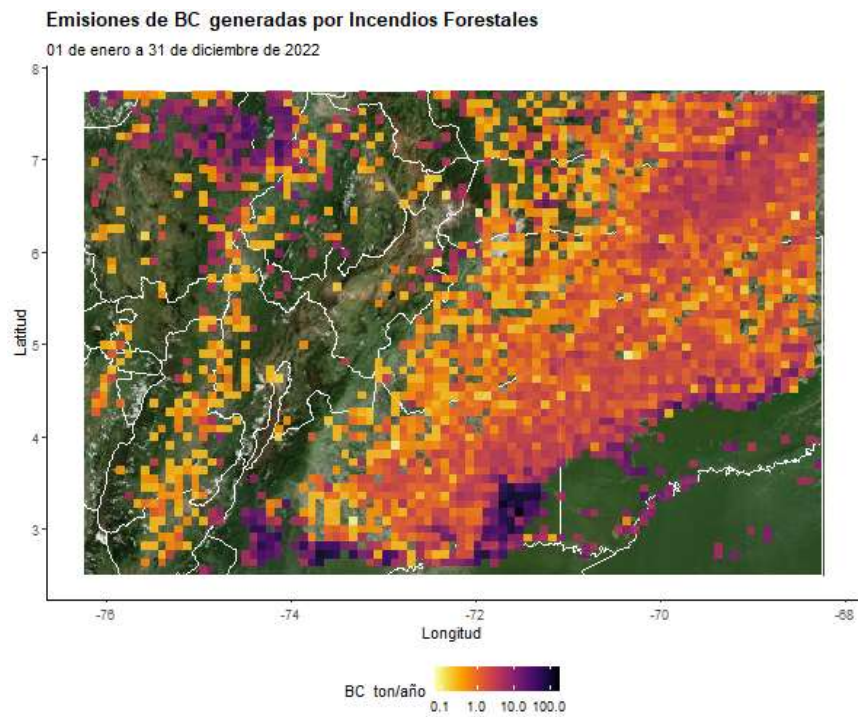 Emisiones de BC generadas por Incendios Forestales
01 de enero a 31 de diciembre de 2022
8
7
6
5
4
3
Latitud
-76 -74 -72 -70 -68
Longitud
BC ton/año
0.1 1.0 10.0 100.0